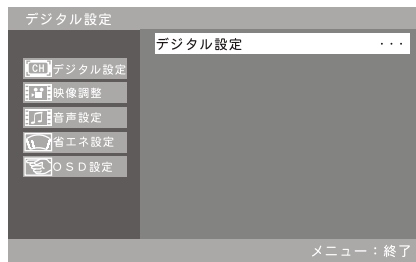 デジタル設定
デジタル設定 ･･･
CH デジタル設定
映像調整
音声設定
省エネ設定
ＯＳＤ設定
メニュー：終了